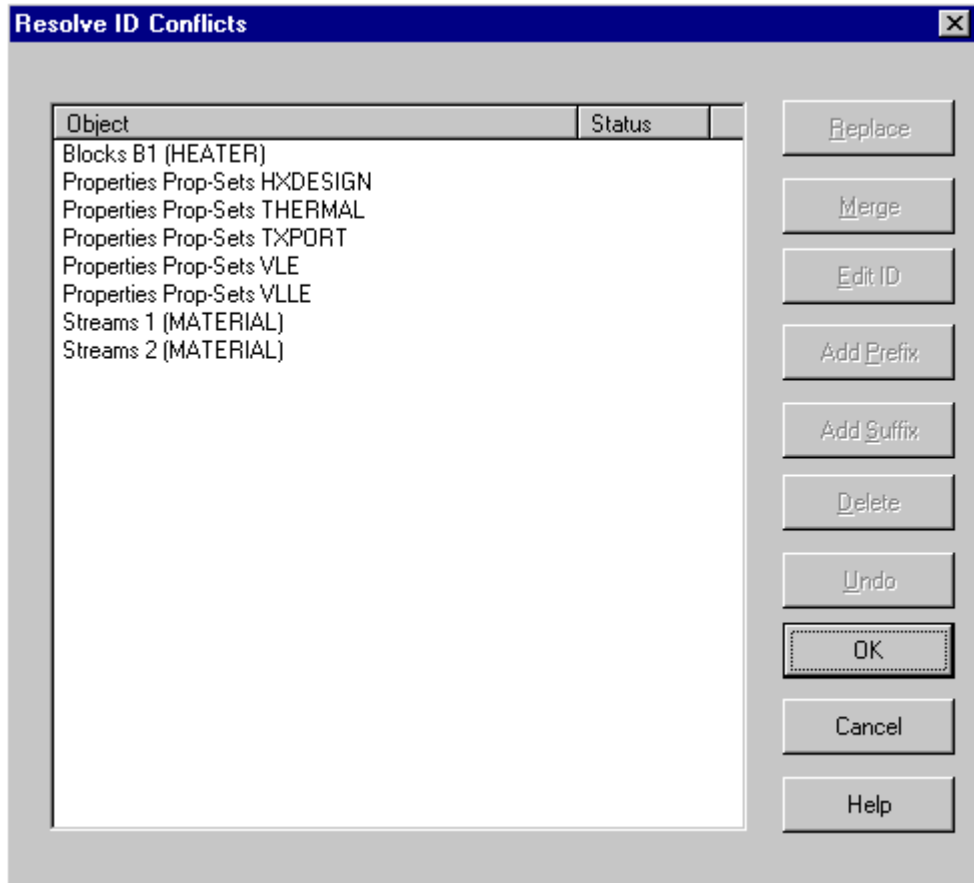 Resolve ID Conflicts
Object Status
Blocks B1 (HEATER)
Properties Prop-Sets HXDESIGN
Properties Prop-Sets THERMAL
Properties Prop-Sets TXPORT
Properties Prop-Sets VLE
Properties Prop-Sets VLLE
Streams 1 (MATERIAL)
Streams 2 (MATERIAL)
Replace
Merge
Edit ID
Add Prefix
Add Suffix
Delete
Undo
OK
Cancel
Help